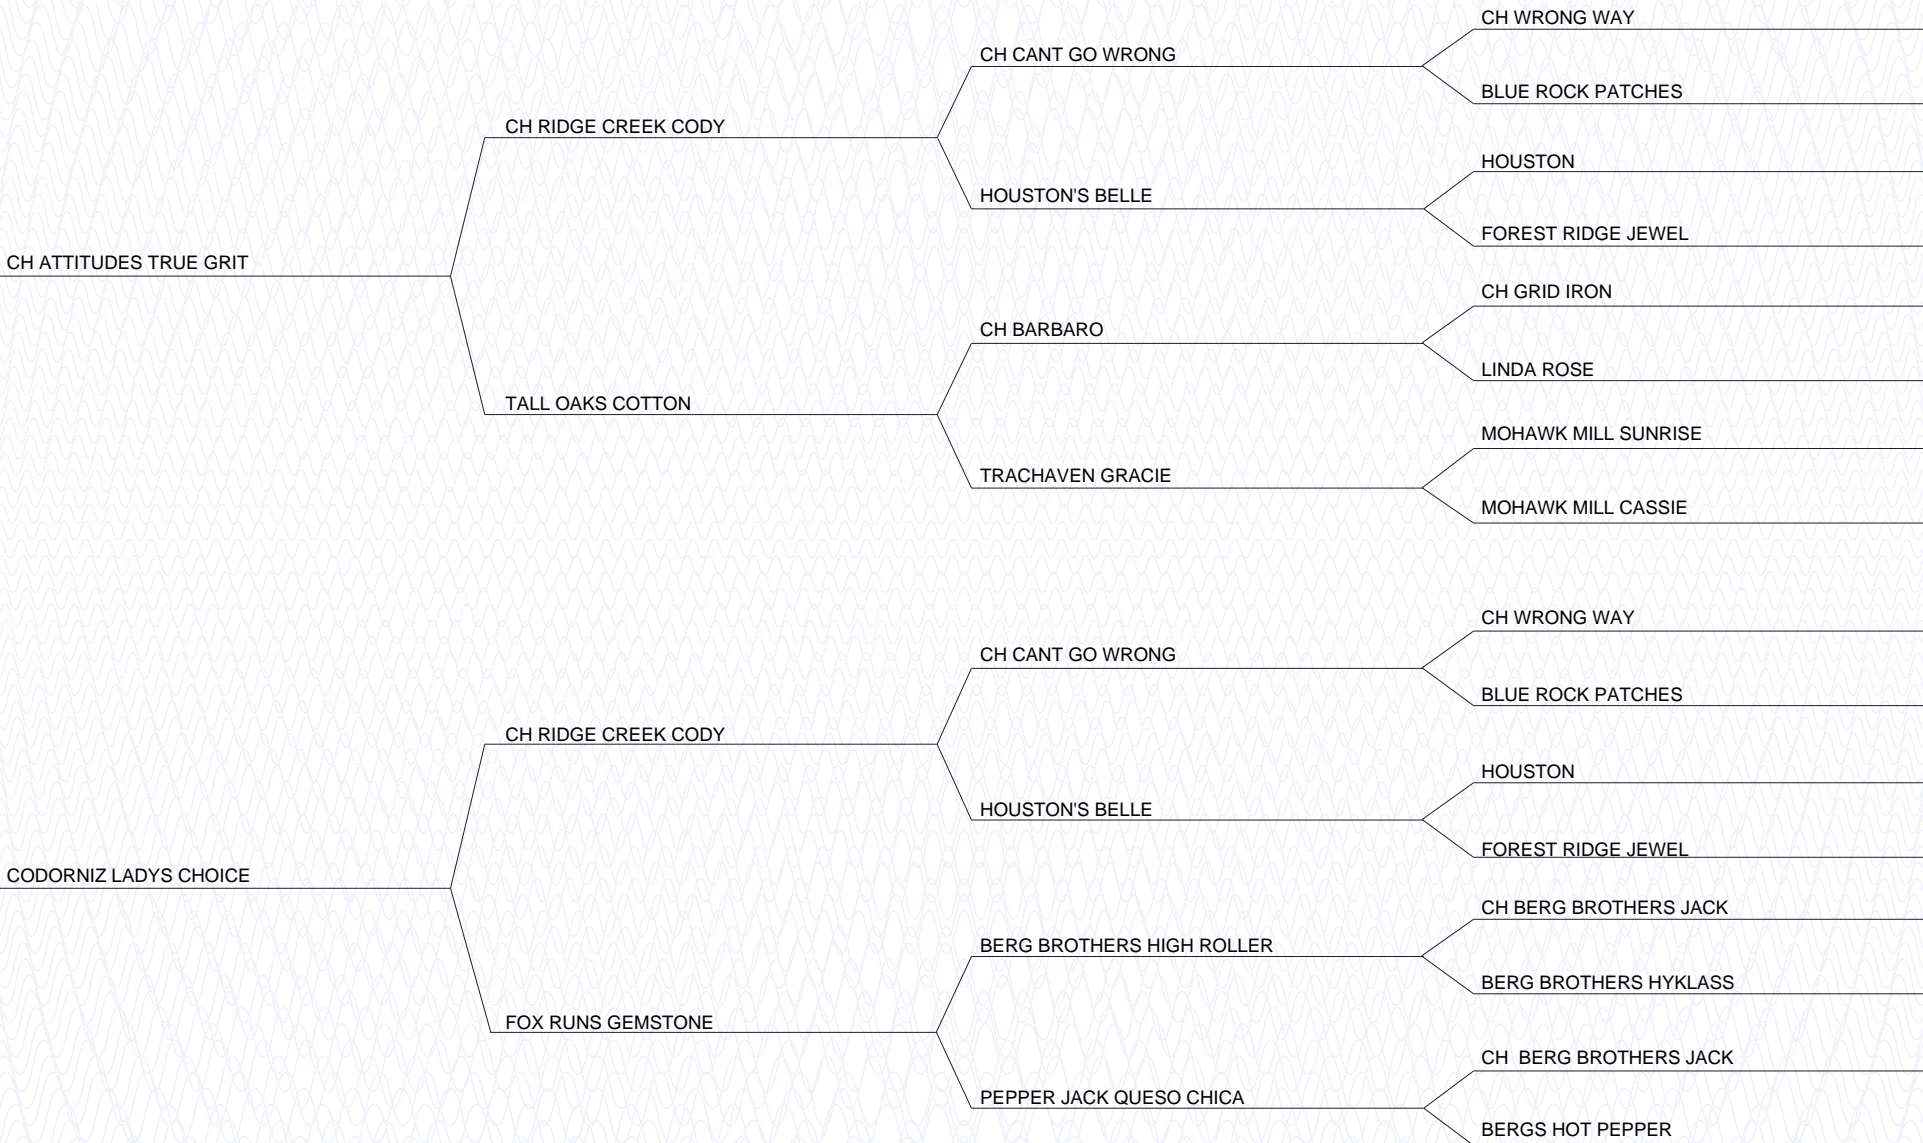 CH WRONG WAY
CH CANT GO WRONG
BLUE ROCK PATCHES
CH RIDGE CREEK CODY
HOUSTON
HOUSTON'S BELLE
FOREST RIDGE JEWEL
CH ATTITUDES TRUE GRIT
CH GRID IRON
CH BARBARO
LINDA ROSE
TALL OAKS COTTON
MOHAWK MILL SUNRISE
TRACHAVEN GRACIE
MOHAWK MILL CASSIE
CH WRONG WAY
CH CANT GO WRONG
BLUE ROCK PATCHES
CH RIDGE CREEK CODY
HOUSTON
HOUSTON'S BELLE
FOREST RIDGE JEWEL
CODORNIZ LADYS CHOICE
CH BERG BROTHERS JACK
BERG BROTHERS HIGH ROLLER
BERG BROTHERS HYKLASS
FOX RUNS GEMSTONE
CH  BERG BROTHERS JACK
PEPPER JACK QUESO CHICA
BERGS HOT PEPPER